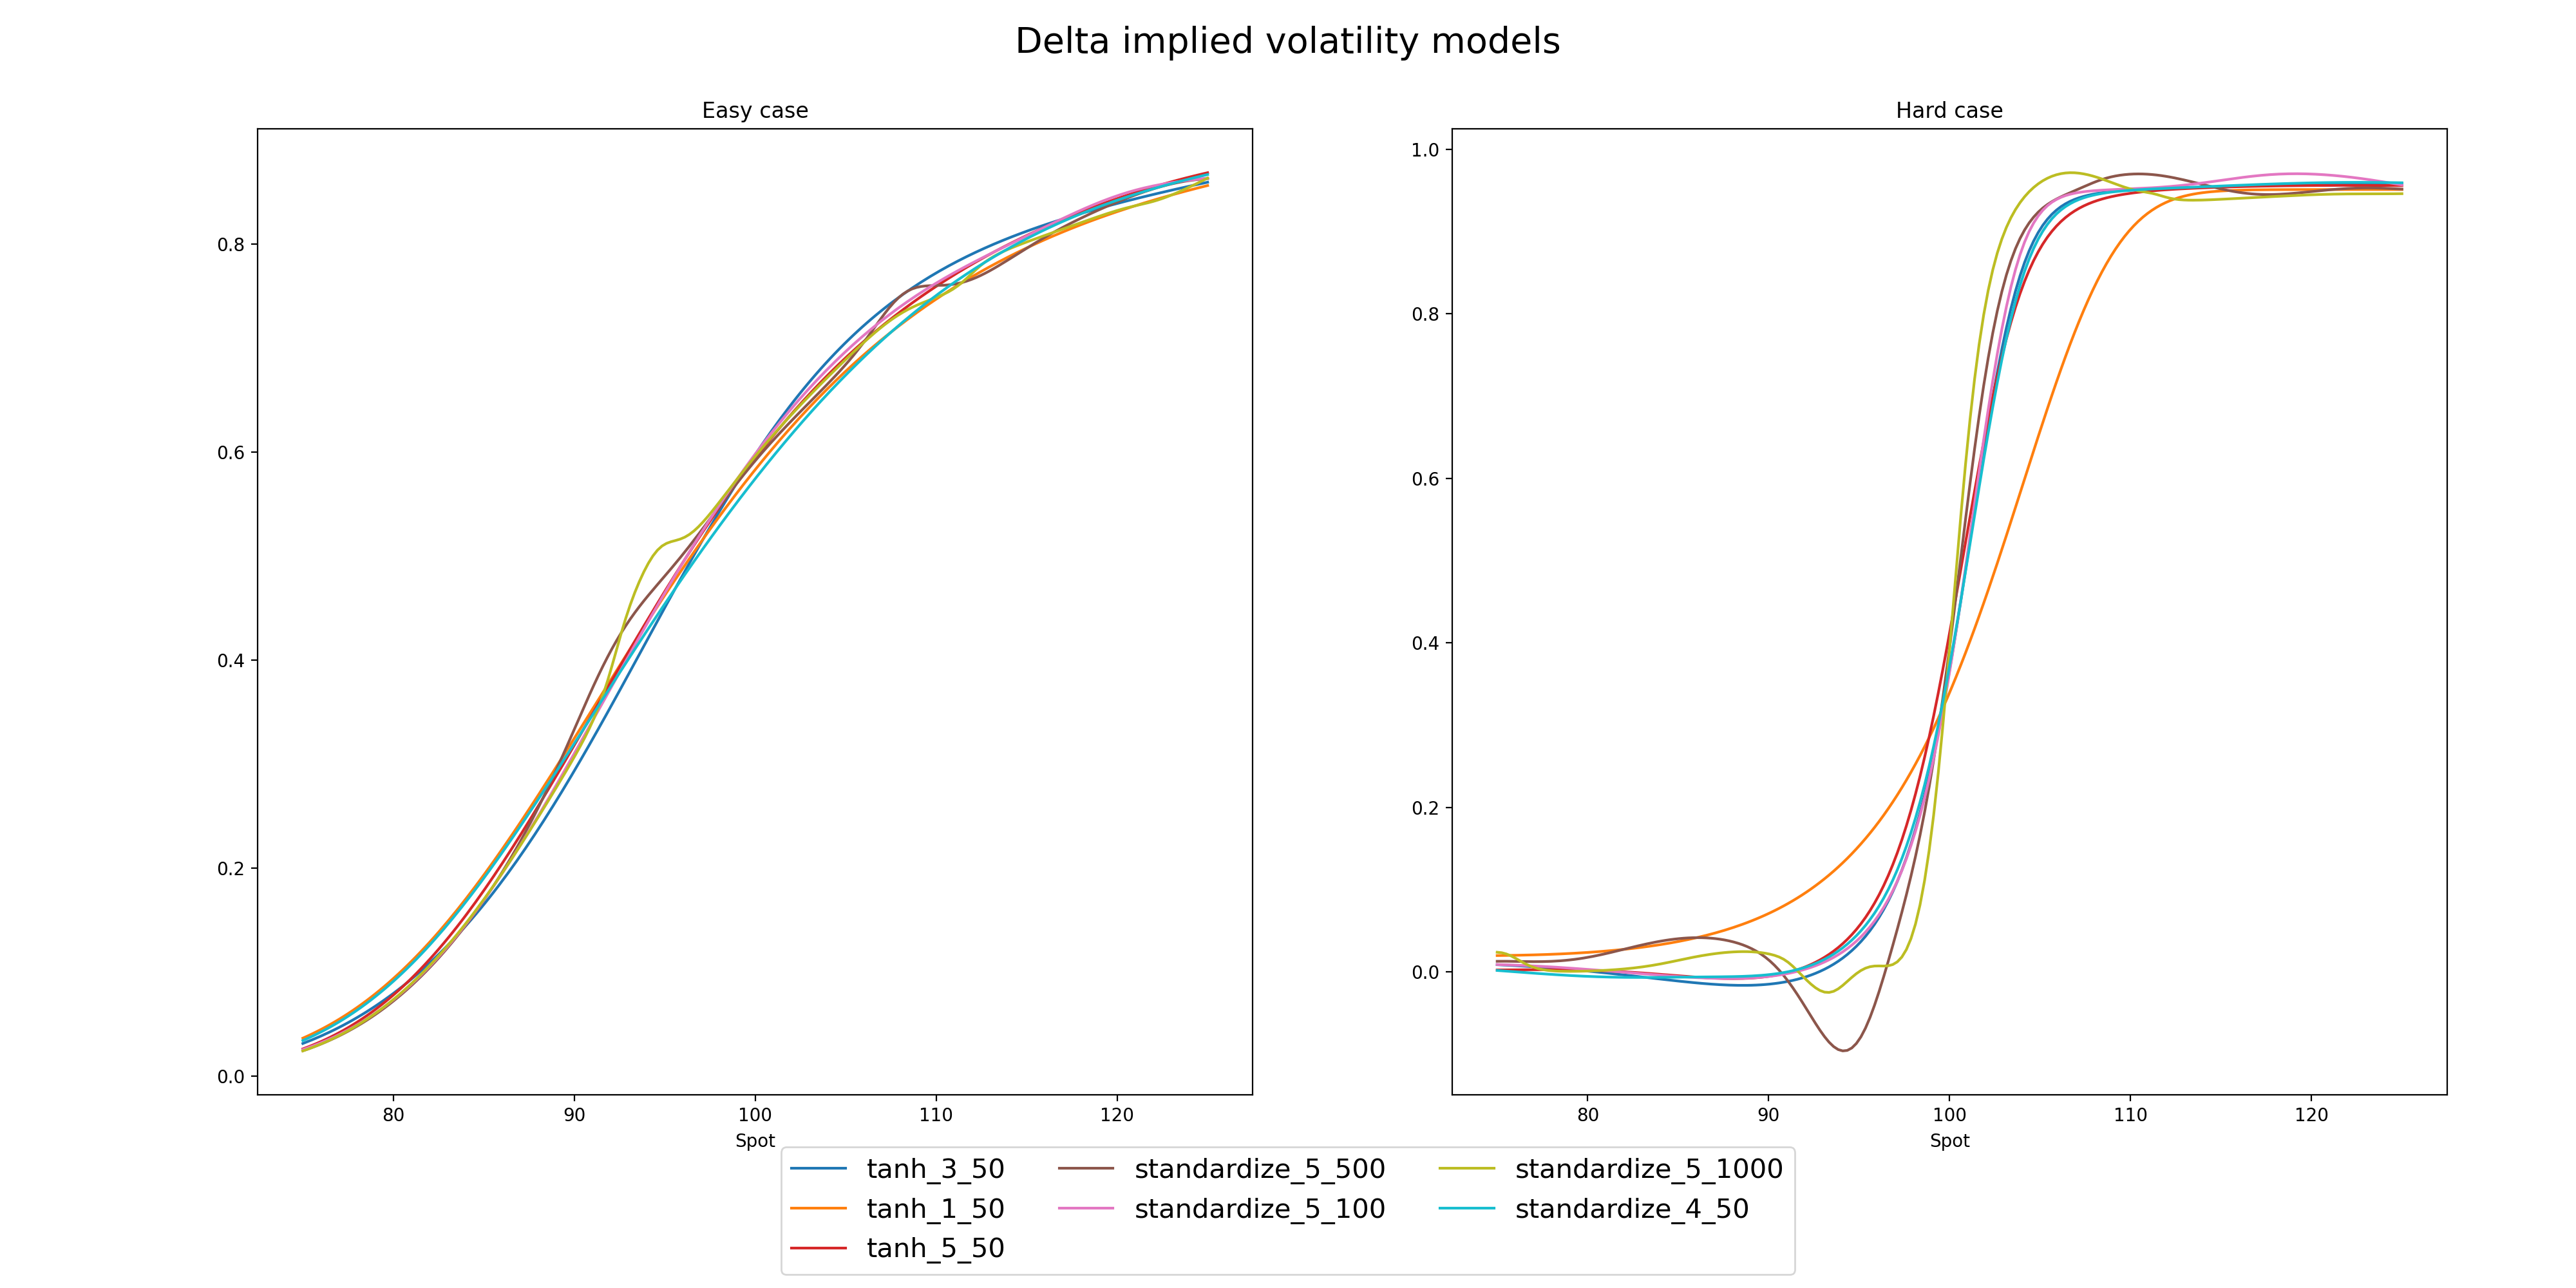 Delta implied volatility models
Easy case
0.8
0.6
0.4
0.2
0.0
80 90 100 110 120
Spot
Hard case
1.0
0.8
0.6
0.4
0.2
0.0
80 90 100 110 120
Spot
tanh_3_50
tanh_1_50
tanh_5_50
standardize_5_500
standardize_5_100
standardize_5_1000
standardize_4_50